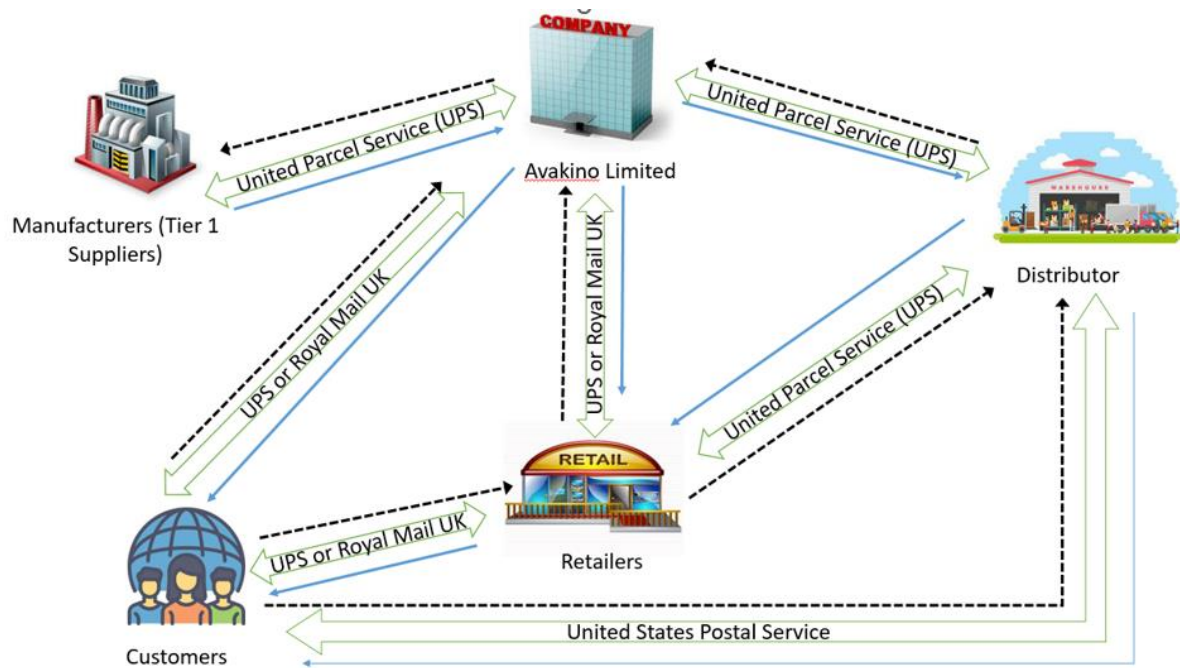 COMPANY
United Parcel Service (UPS)
United Parcel Service (UPS)
Avakino Limited
WAREHOUSE
Manufacturers (Tier 1
Suppliers)
Distributor
UPS or Royal Mail UK
UPS or Royal Mail UK
United Parcel Service (UPS)
RETAIL
UPS or Royal Mail UK
Retailers
United States Postal Service
Customers